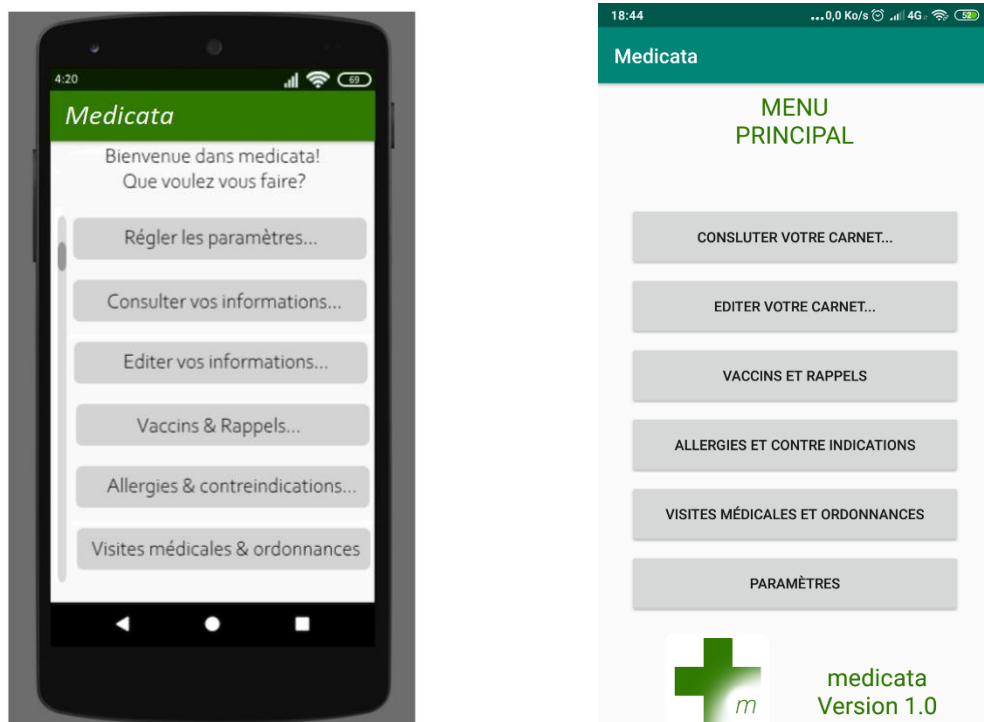 4:20
69
Medicata
Bienvenue dans medicata!
Que voulez vous faire?
Régler les paramètres...
Consulter vos informations...
Editer vos informations...
Vaccins & Rappels...
Allergies & contreindications...
Visites médicales & ordonnances
18:44
...0,0 Ko/s 4G 52
Medicata
MENU
PRINCIPAL
CONSLUTER VOTRE CARNET...
EDITER VOTRE CARNET...
VACCINS ET RAPPELS
ALLERGIES ET CONTRE INDICATIONS
VISITES MÉDICALES ET ORDONNANCES
PARAMÈTRES
m
medicata
Version 1.0